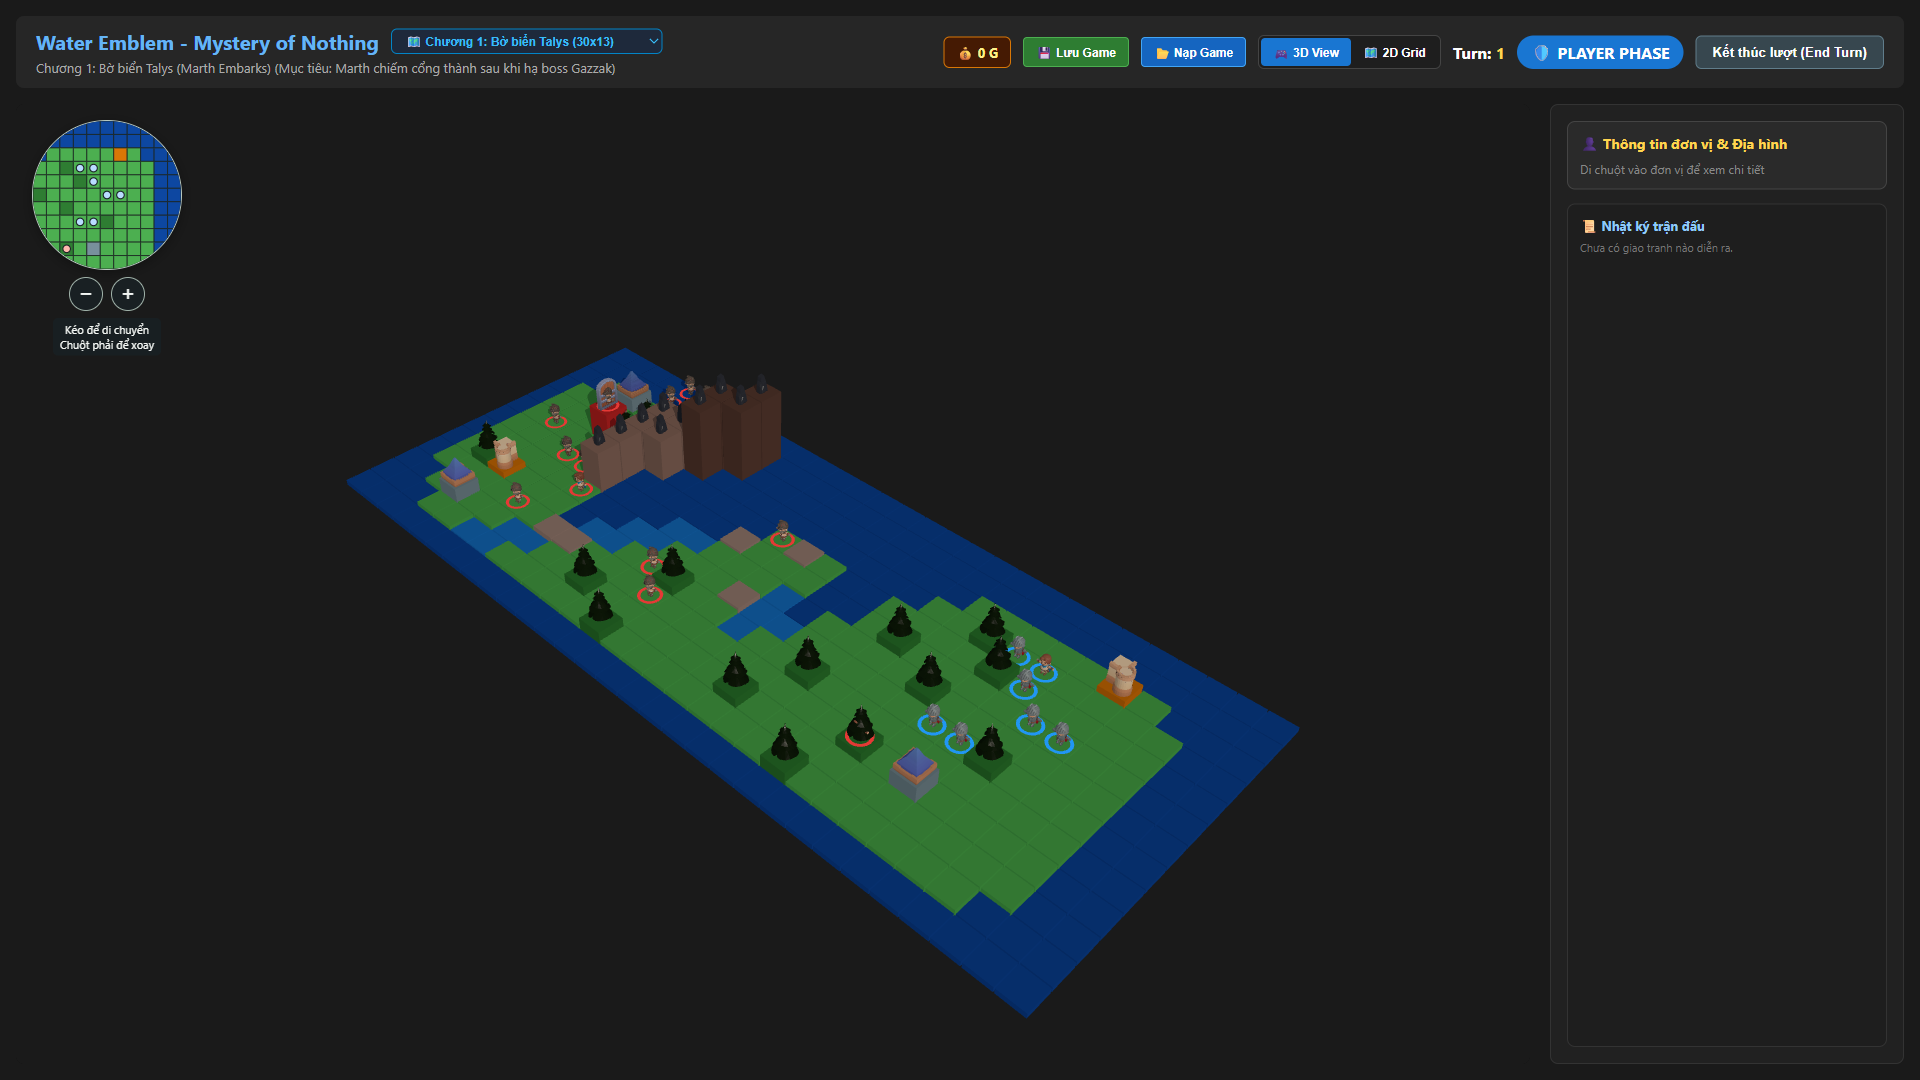 Water Emblem - Mystery of Nothing
Chương 1: Bờ biển Talys (30x13)
Chương 1: Bờ biển Talys (Marth Embarks) (Mục tiêu: Marth chiếm cổng thành sau khi hạ boss Gazzak)
0 G
Lưu Game
Nạp Game
3D View
2D Grid
Turn: 1
PLAYER PHASE
Kết thúc lượt (End Turn)
− +
Kéo để di chuyển
Chuột phải để xoay
Thông tin đơn vị & Địa hình
Di chuột vào đơn vị để xem chi tiết
Nhật ký trận đấu
Chưa có giao tranh nào diễn ra.